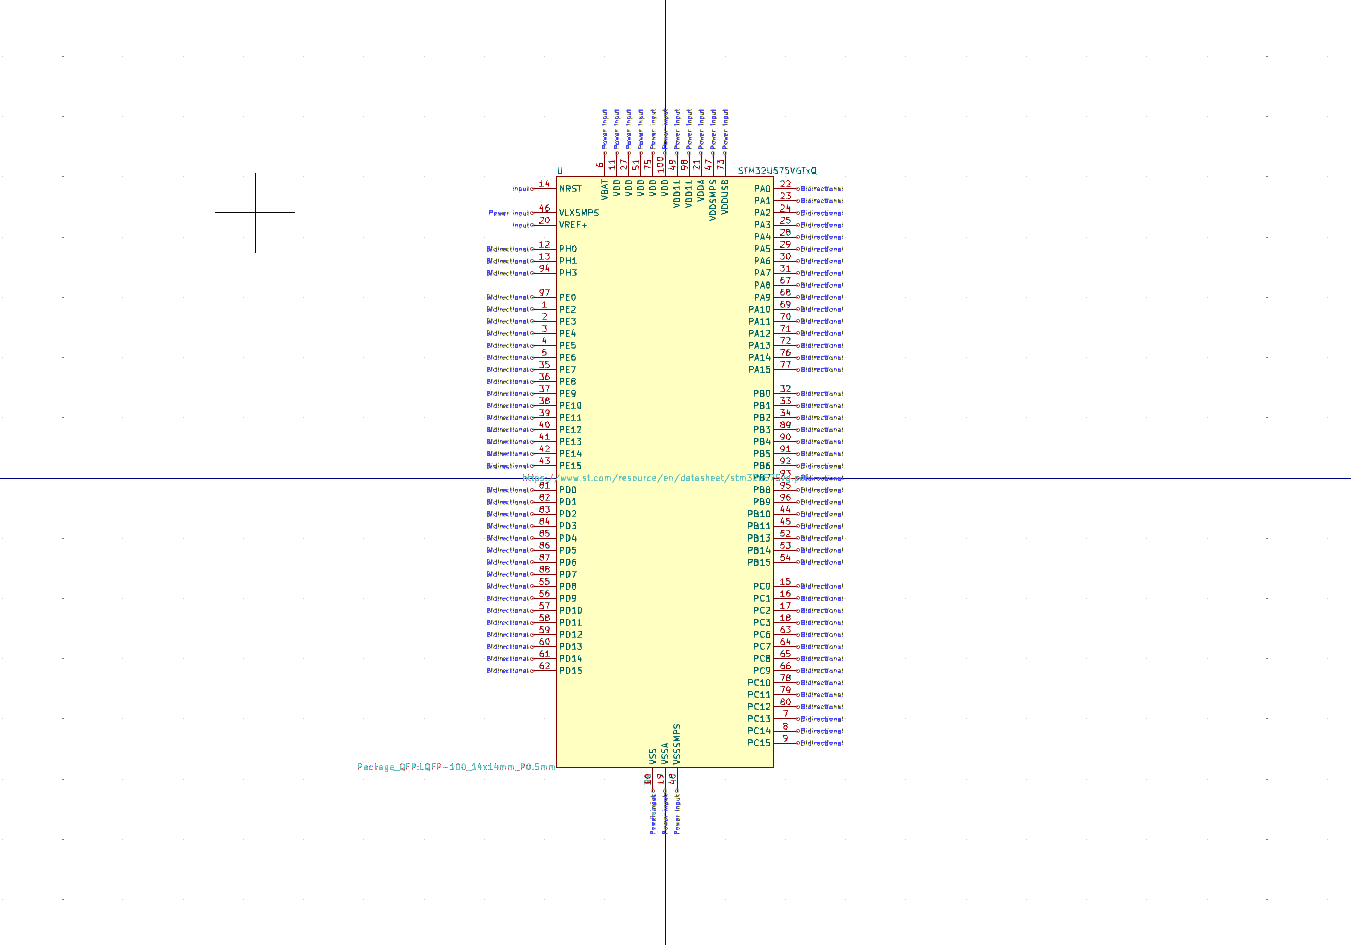 Power input Power input Power input Power input Power input Power input Power input Power input Power input Power input Power input
6 11 27 51 75 100 49 98 21 47 73
U STM32U575VGTxQ
VBAT VDD VDD VDD VDD VDD VDD11 VDD11 VDDA VDDSMPS VDDUSB
Input 14 NRST PA0 22 Bidirectional
PA1 23 Bidirectional
Power input 46 VLXSMPS PA2 24 Bidirectional
Input 20 VREF+ PA3 25 Bidirectional
PA4 28 Bidirectional
Bidirectional 12 PH0 PA5 29 Bidirectional
Bidirectional 13 PH1 PA6 30 Bidirectional
Bidirectional 94 PH3 PA7 31 Bidirectional
PA8 67 Bidirectional
Bidirectional 97 PE0 PA9 68 Bidirectional
Bidirectional 1 PE2 PA10 69 Bidirectional
Bidirectional 2 PE3 PA11 70 Bidirectional
Bidirectional 3 PE4 PA12 71 Bidirectional
Bidirectional 4 PE5 PA13 72 Bidirectional
Bidirectional 5 PE6 PA14 76 Bidirectional
Bidirectional 35 PE7 PA15 77 Bidirectional
Bidirectional 36 PE8
Bidirectional 37 PE9 PB0 32 Bidirectional
Bidirectional 38 PE10 PB1 33 Bidirectional
Bidirectional 39 PE11 PB2 34 Bidirectional
Bidirectional 40 PE12 PB3 89 Bidirectional
Bidirectional 41 PE13 PB4 90 Bidirectional
Bidirectional 42 PE14 PB5 91 Bidirectional
Bidirectional 43 PE15 PB6 92 Bidirectional
PB7 93 Bidirectional
Bidirectional 81 PD0 PB8 95 Bidirectional
Bidirectional 82 PD1 PB9 96 Bidirectional
Bidirectional 83 PD2 PB10 44 Bidirectional
Bidirectional 84 PD3 PB11 45 Bidirectional
Bidirectional 85 PD4 PB13 52 Bidirectional
Bidirectional 86 PD5 PB14 53 Bidirectional
Bidirectional 87 PD6 PB15 54 Bidirectional
Bidirectional 88 PD7
Bidirectional 55 PD8 PC0 15 Bidirectional
Bidirectional 56 PD9 PC1 16 Bidirectional
Bidirectional 57 PD10 PC2 17 Bidirectional
Bidirectional 58 PD11 PC3 18 Bidirectional
Bidirectional 59 PD12 PC6 63 Bidirectional
Bidirectional 60 PD13 PC7 64 Bidirectional
Bidirectional 61 PD14 PC8 65 Bidirectional
Bidirectional 62 PD15 PC9 66 Bidirectional
PC10 78 Bidirectional
PC11 79 Bidirectional
PC12 80 Bidirectional
PC13 7 Bidirectional
PC14 8 Bidirectional
PC15 9 Bidirectional
VSS VSSA VSSSMPS
Package_QFP:LQFP-100_14x14mm_P0.5mm
19 48
Power input Power input